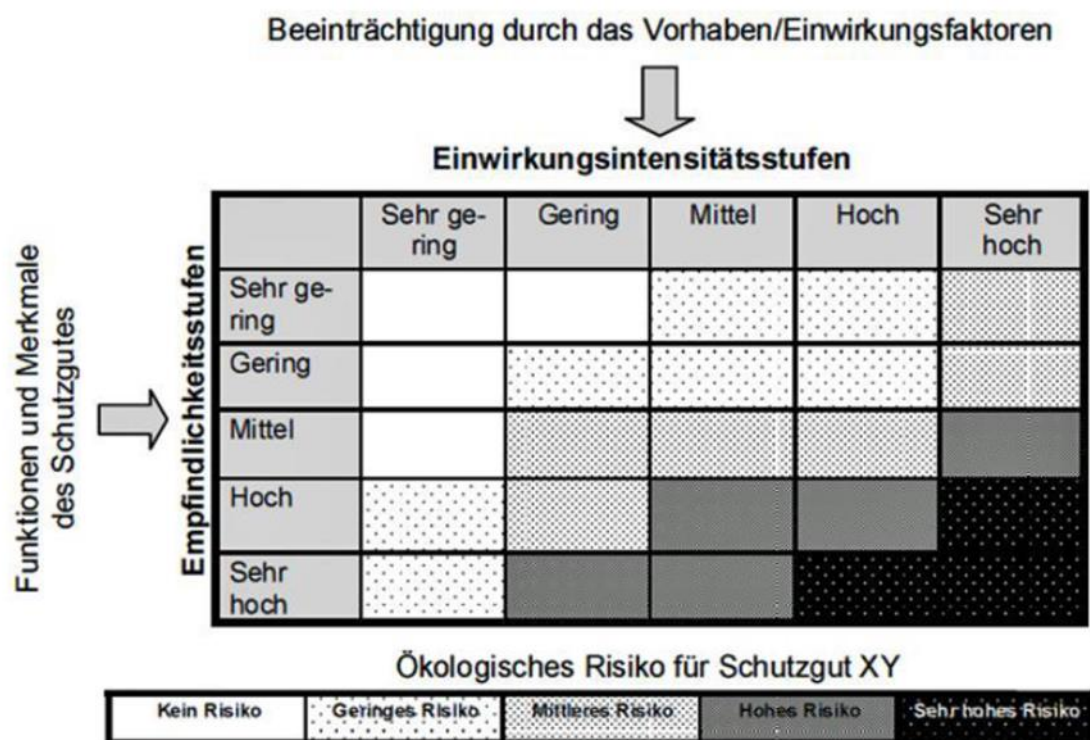 Beeinträchtigung durch das Vorhaben/Einwirkungsfaktoren
Einwirkungsintensitätsstufen
Sehr ge-
ring
Gering
Mittel
Hoch
Sehr
hoch
Funktionen und Merkmale
des Schutzgutes
Empfindlichkeitsstufen
Sehr ge-
ring
Gering
Mittel
Hoch
Sehr
hoch
Ökologisches Risiko für Schutzgut XY
Kein Risiko
Geringes Risiko
Mittleres Risiko
Hohes Risiko
Sehr hohes Risiko